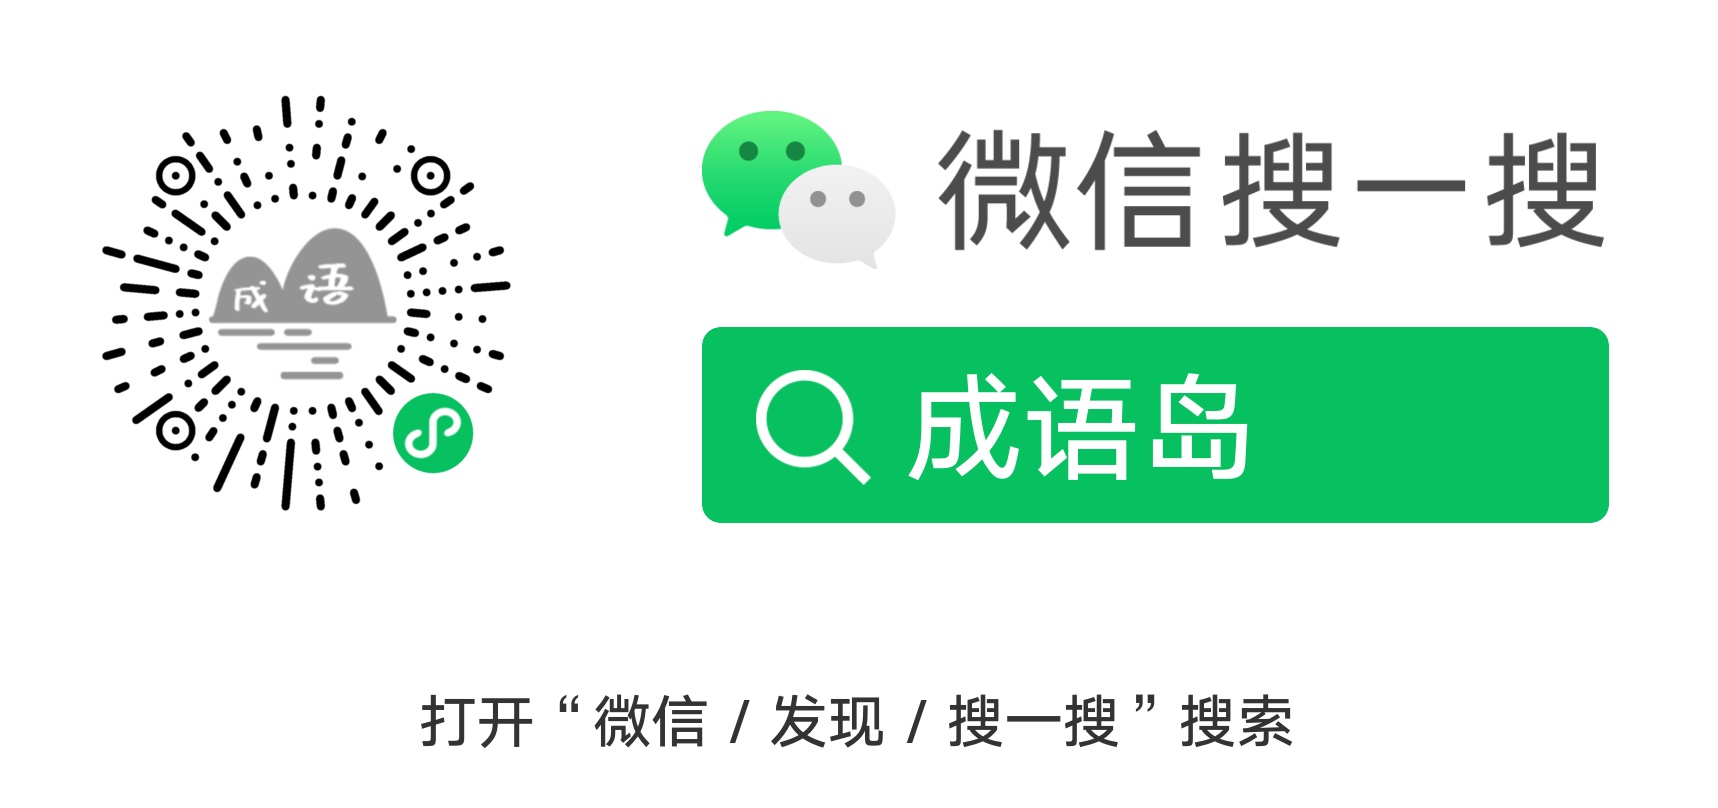 成语
微信搜一搜
成语岛
打开“微信 / 发现 / 搜一搜”搜索